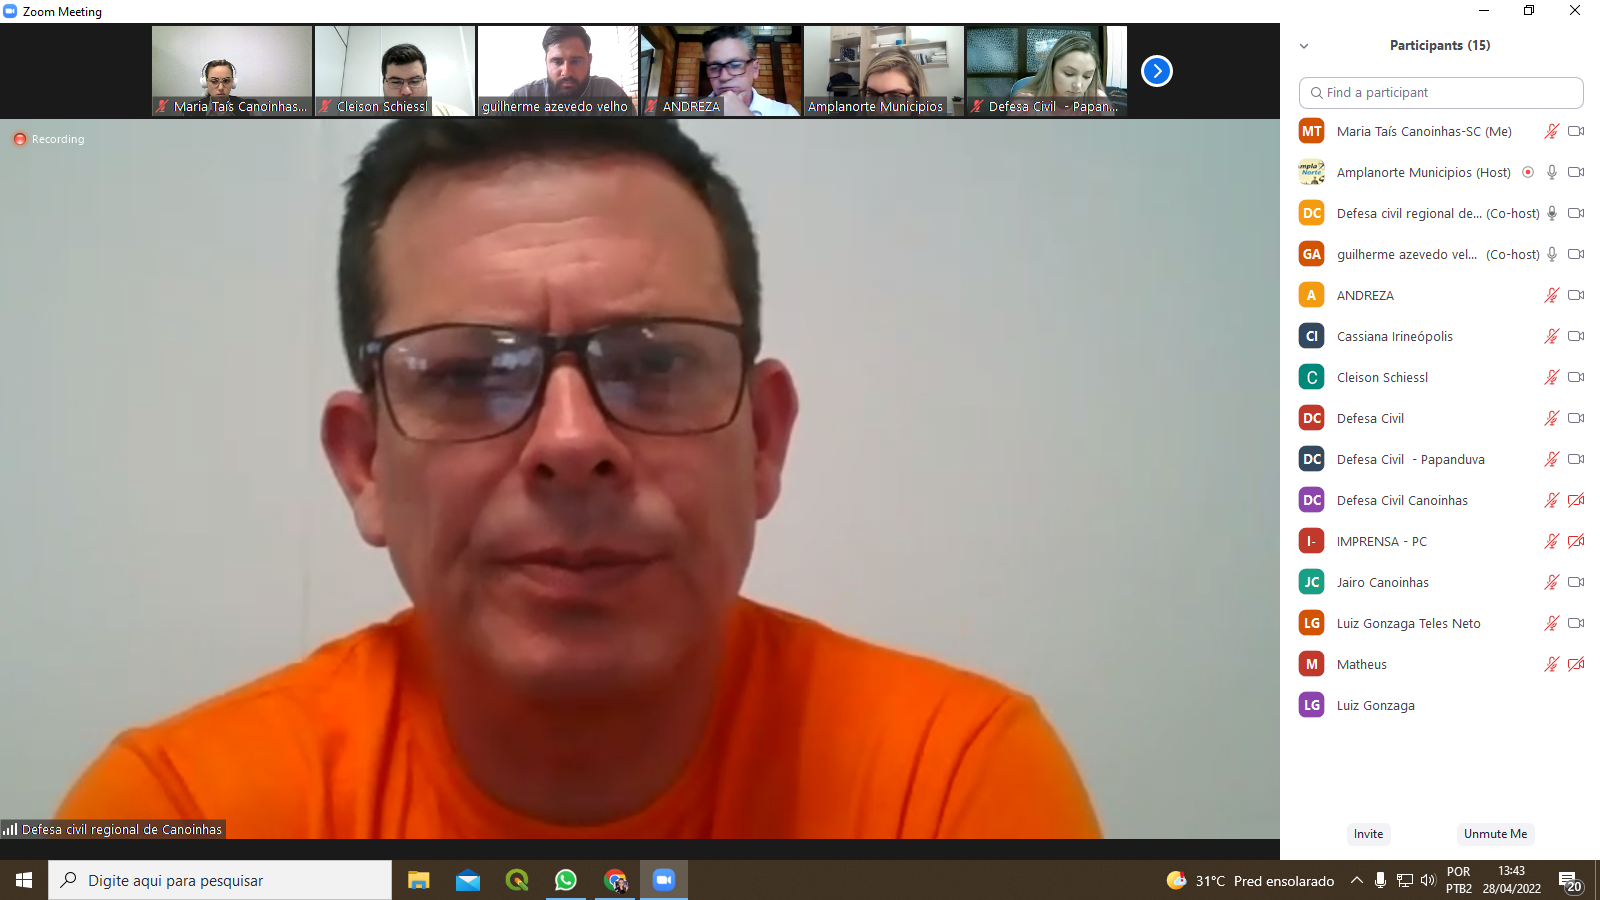 Zoom Meeting
Maria Taís Canoinhas...
Cleison Schiessl
guilherme azevedo velho
ANDREZA
Amplanorte Municipios
Defesa Civil - Papan...
Recording
Defesa civil regional de Canoinhas
Participants (15)
Find a participant
MT Maria Taís Canoinhas-SC (Me)
Amplanorte Municipios (Host)
DC Defesa civil regional de... (Co-host)
GA guilherme azevedo vel... (Co-host)
A ANDREZA
CI Cassiana Irineópolis
C Cleison Schiessl
DC Defesa Civil
DC Defesa Civil - Papanduva
DC Defesa Civil Canoinhas
I- IMPRENSA - PC
JC Jairo Canoinhas
LG Luiz Gonzaga Teles Neto
M Matheus
LG Luiz Gonzaga
Invite
Unmute Me
Digite aqui para pesquisar
31°C Pred ensolarado
POR
PTB2
13:43
28/04/2022
20